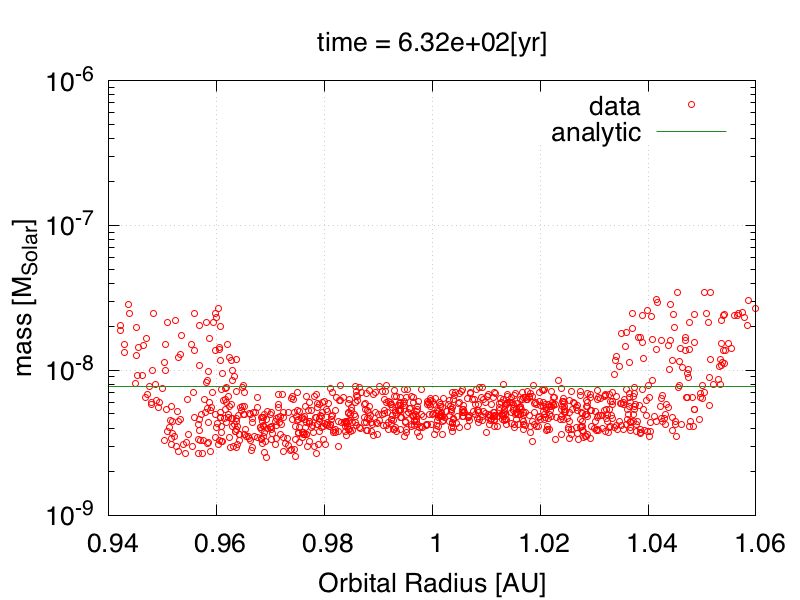 time = 6.32e+02[yr]
10^-6
data
analytic
10^-7
10^-8
10^-9
mass [M_Solar]
0.94 0.96 0.98 1 1.02 1.04 1.06
Orbital Radius [AU]